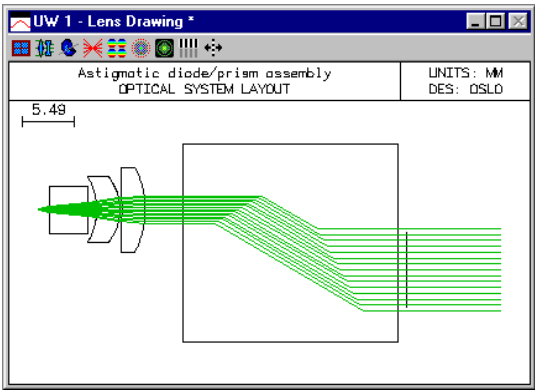 UW 1 - Lens Drawing *
Astigmatic diode/prism assembly
OPTICAL SYSTEM LAYOUT
UNITS: MM
DES: OSLO
5.49